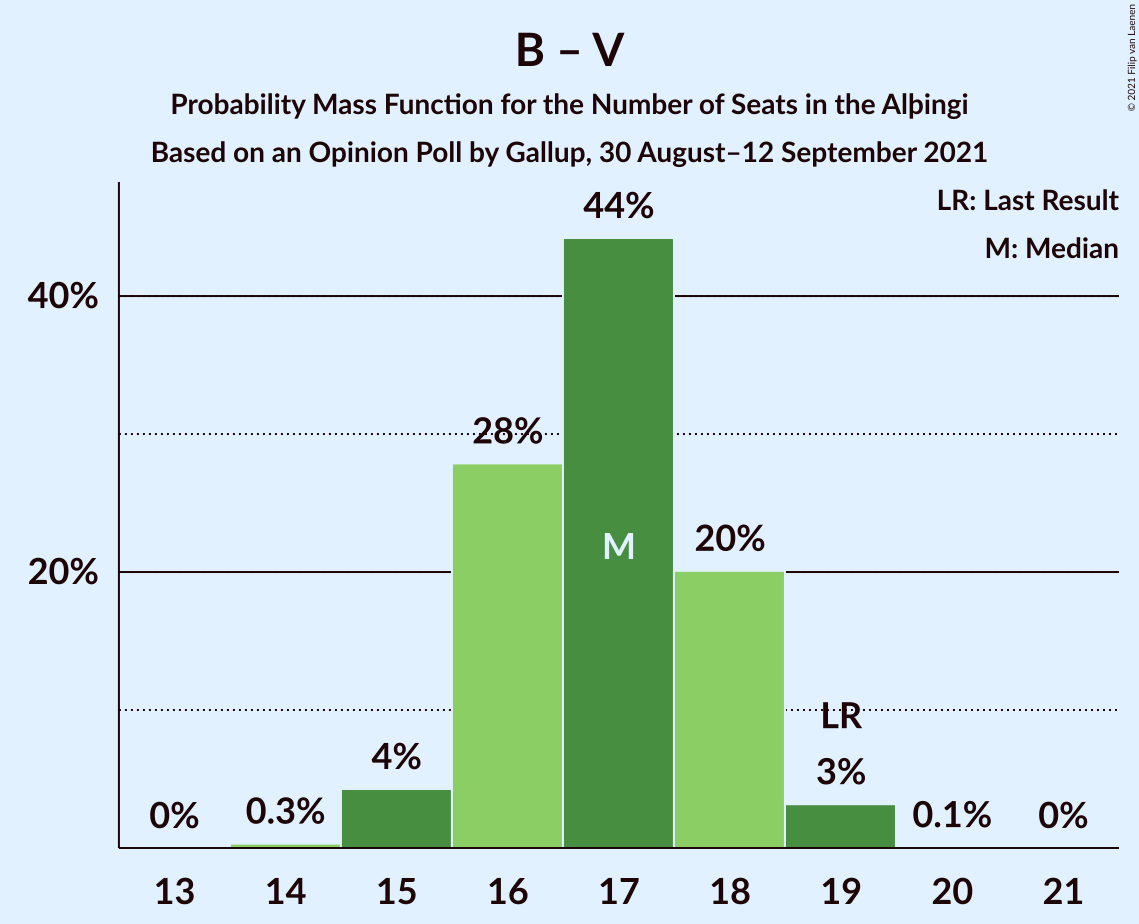 B – V
Probability Mass Function for the Number of Seats in the Alþingi
Based on an Opinion Poll by Gallup, 30 August–12 September 2021
© 2021 Filip van Laenen
LR: Last Result
M: Median
44%
40%
28%
M
20%
20%
LR
4%
3%
0%
0.3%
0.1%
0%
13 14 15 16 17 18 19 20 21